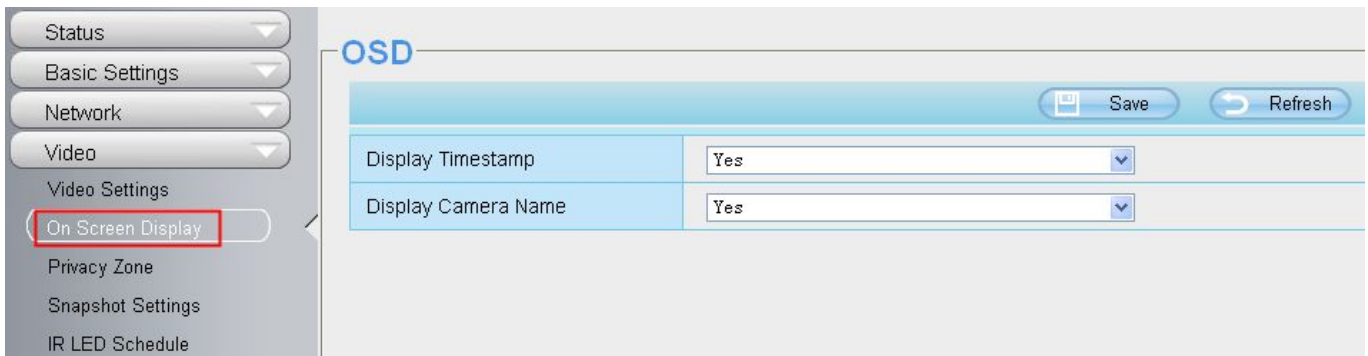 Status
Basic Settings
Network
Video
Video Settings
On Screen Display
Privacy Zone
Snapshot Settings
IR LED Schedule
OSD
Save Refresh
Display Timestamp Yes
Display Camera Name Yes